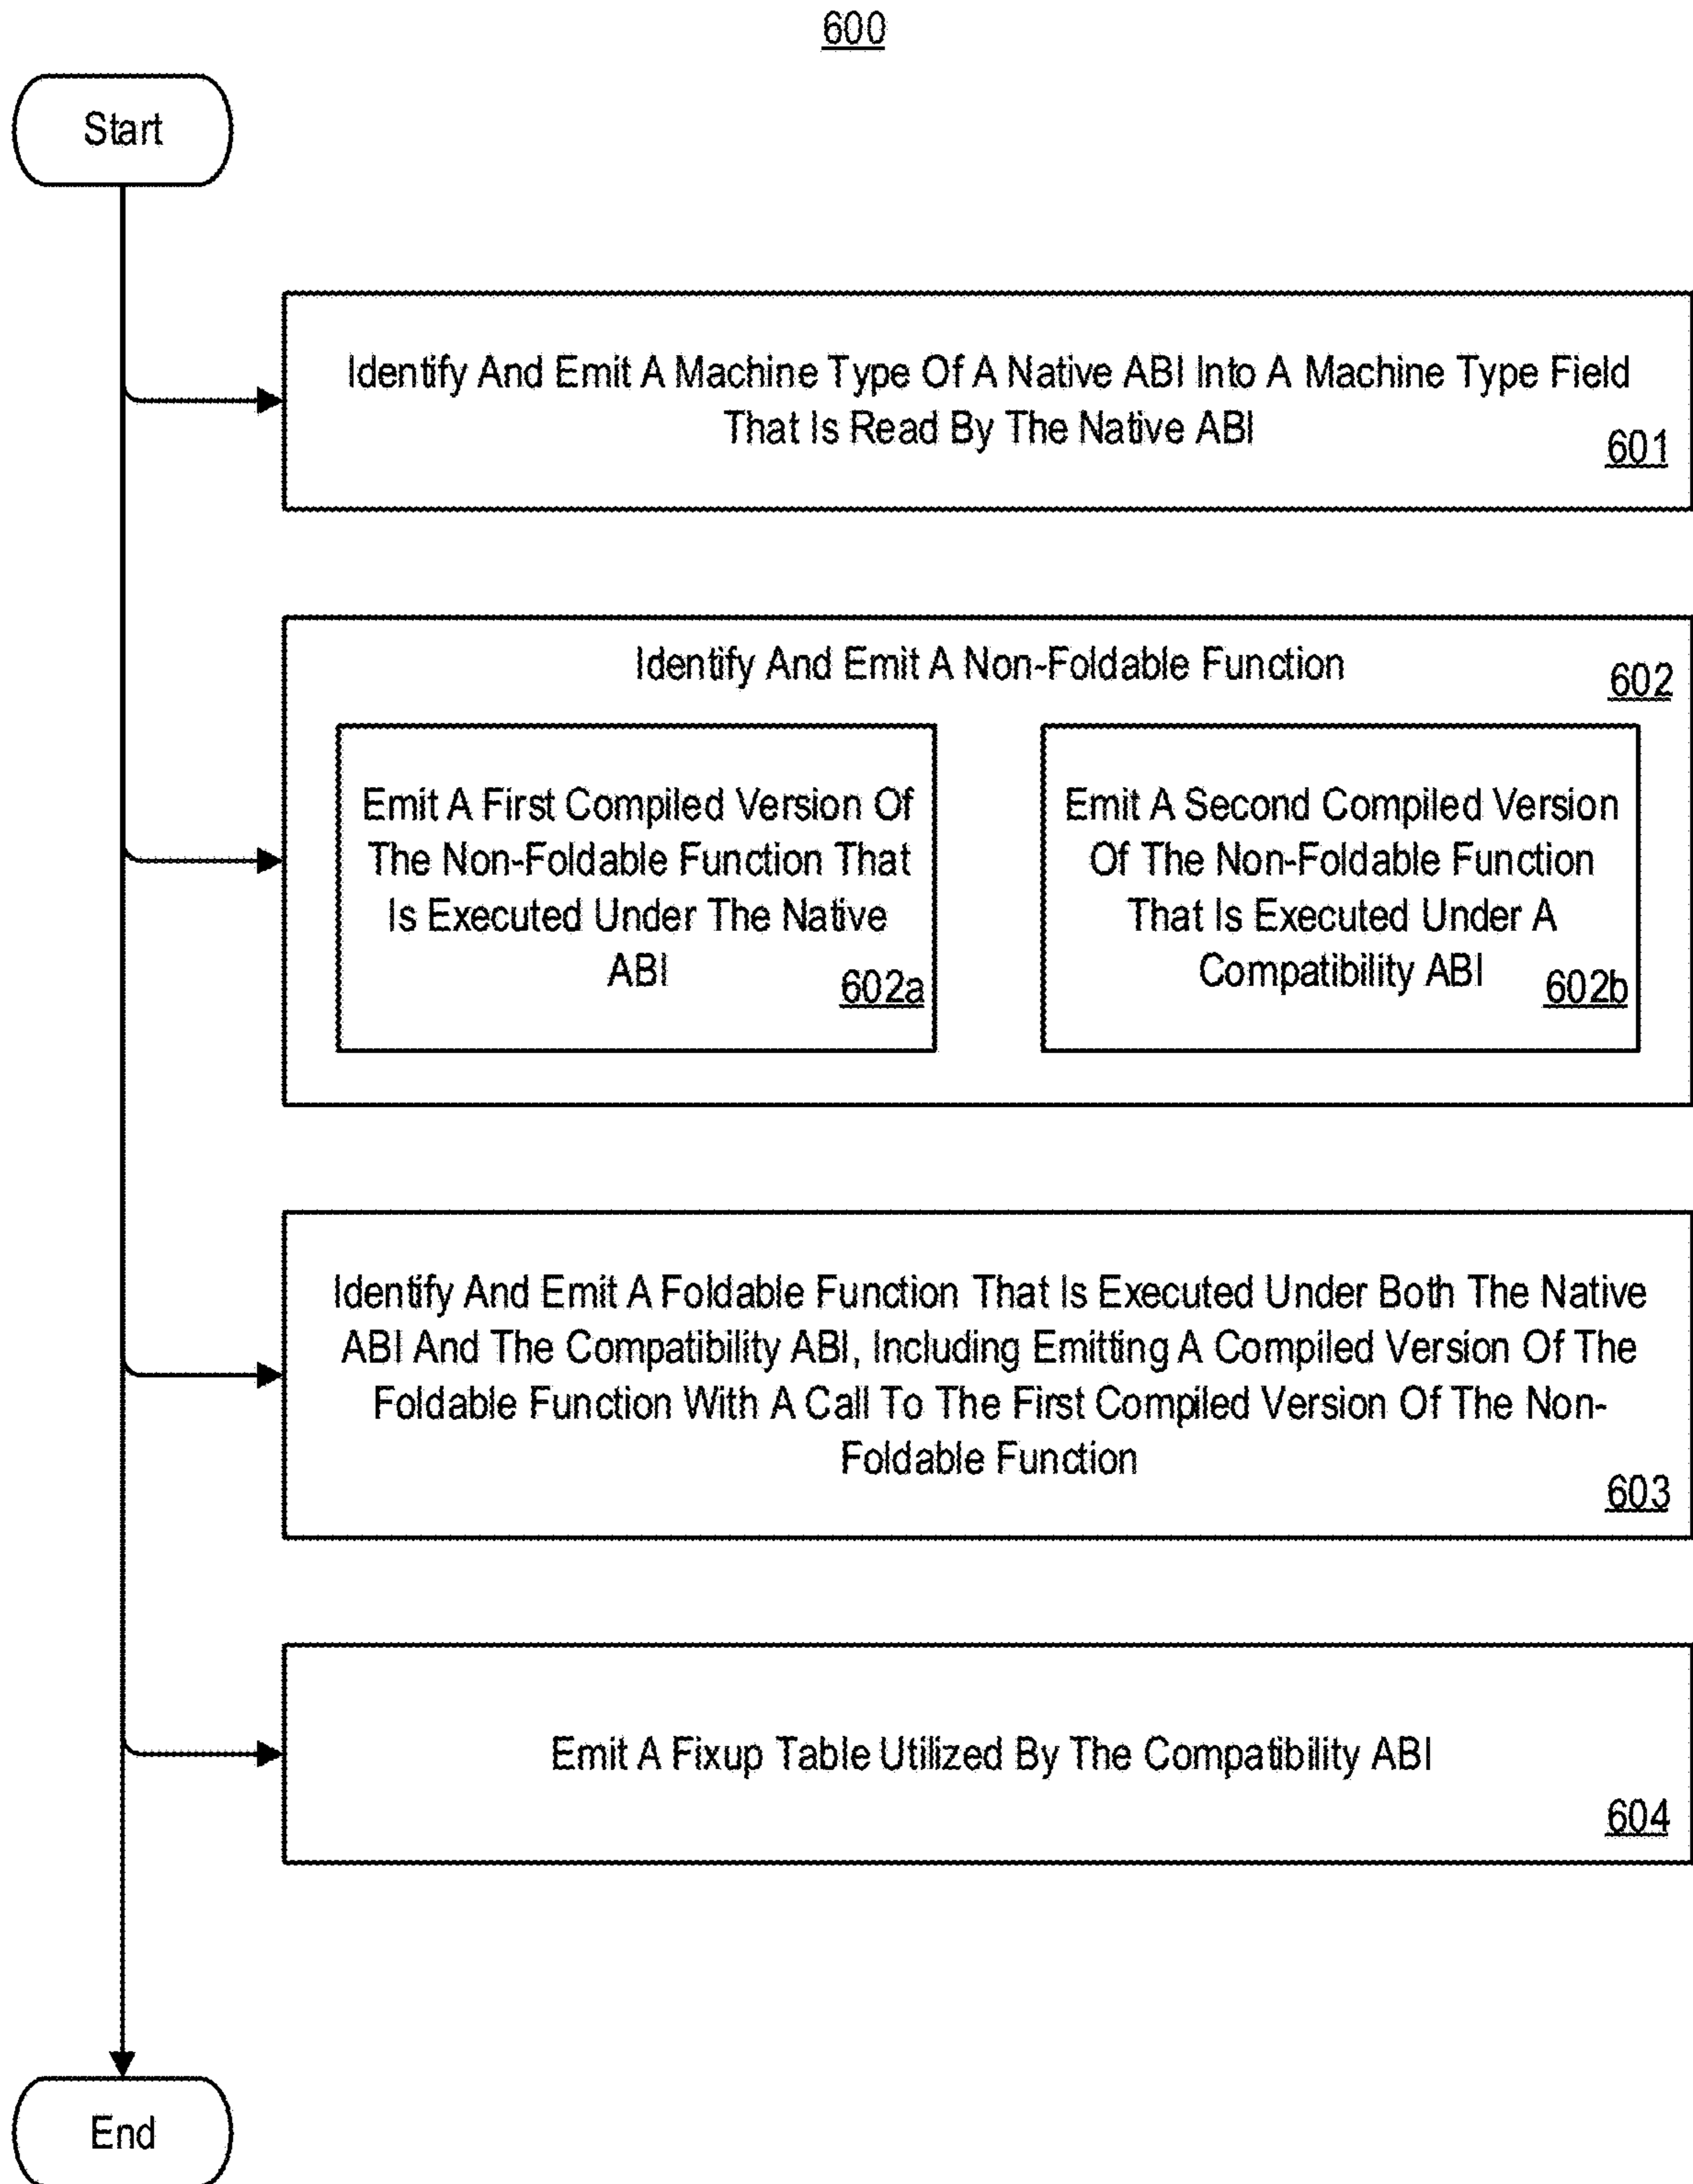 600
Start
Identify And Emit A Machine Type Of A Native ABI Into A Machine Type Field
That Is Read By The Native ABI
601
Identify And Emit A Non-Foldable Function
602
Emit A First Compiled Version Of
The Non-Foldable Function That
Is Executed Under The Native
ABI
602a
Emit A Second Compiled Version
Of The Non-Foldable Function
That Is Executed Under A
Compatibility ABI
602b
Identify And Emit A Foldable Function That Is Executed Under Both The Native
ABI And The Compatibility ABI, Including Emitting A Compiled Version Of The
Foldable Function With A Call To The First Compiled Version Of The Non-
Foldable Function
603
Emit A Fixup Table Utilized By The Compatibility ABI
604
End